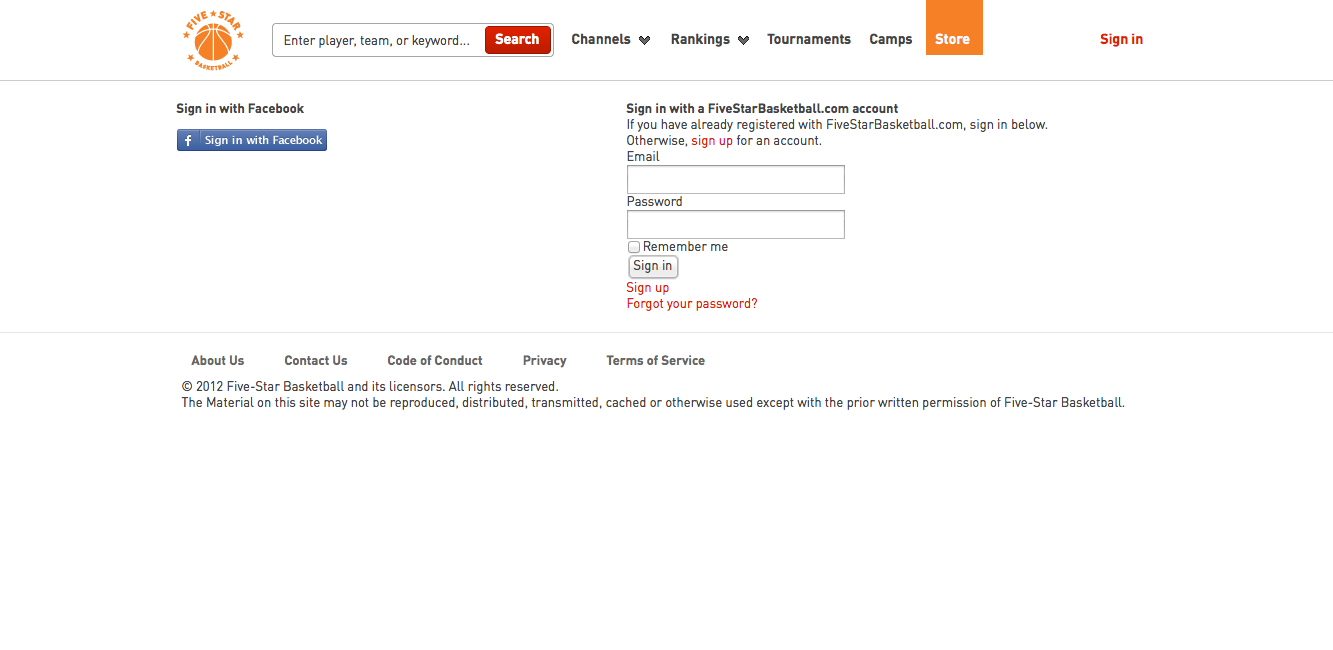 FIVE STAR
BASKETBALL
Enter player, team, or keyword...
Search
Channels
Rankings
Tournaments
Camps
Store
Sign in
Sign in with Facebook
f Sign in with Facebook
Sign in with a FiveStarBasketball.com account
If you have already registered with FiveStarBasketball.com, sign in below.
Otherwise, sign up for an account.
Email
Password
Remember me
Sign in
Sign up
Forgot your password?
About Us
Contact Us
Code of Conduct
Privacy
Terms of Service
© 2012 Five-Star Basketball and its licensors. All rights reserved.
The Material on this site may not be reproduced, distributed, transmitted, cached or otherwise used except with the prior written permission of Five-Star Basketball.